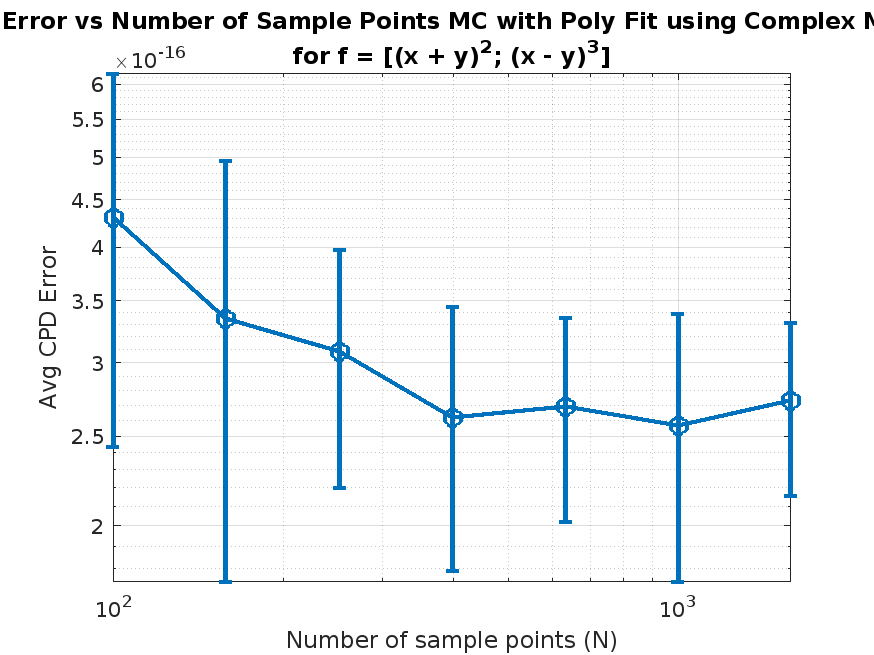 Error vs Number of Sample Points MC with Poly Fit using Complex
for f = [(x + y)²; (x - y)³]
×10⁻¹⁶
6
5.5
5
4.5
4
3.5
3
2.5
2
Avg CPD Error
10² 10³
Number of sample points (N)